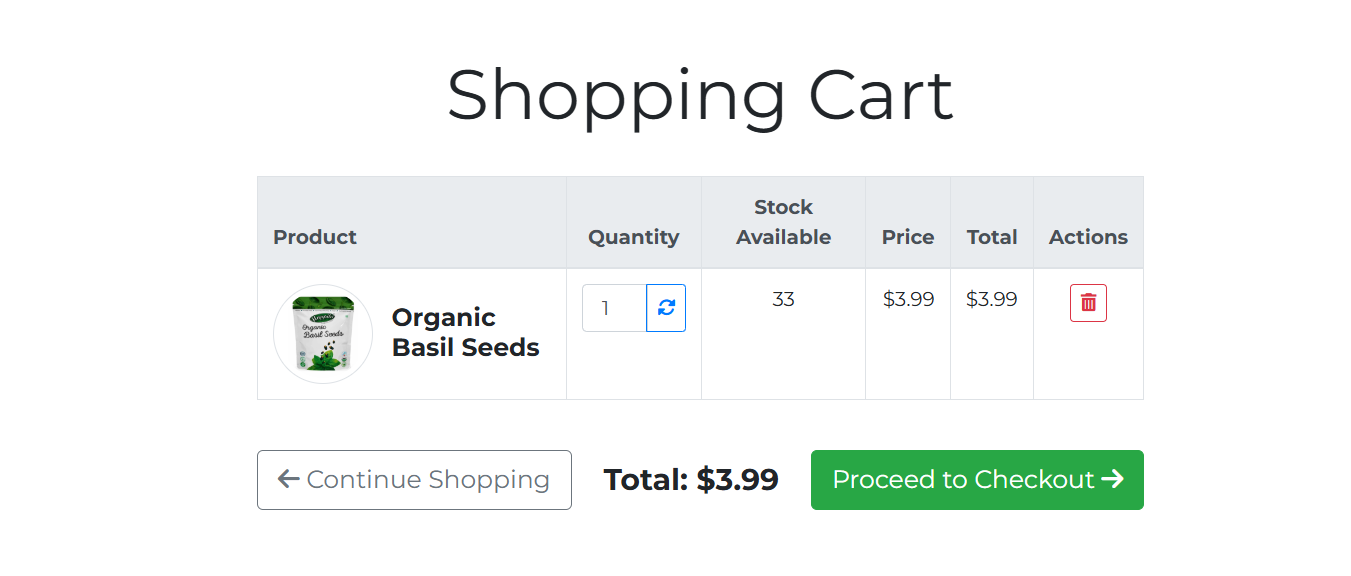 Shopping Cart
Product
Quantity
Stock
Available
Price
Total
Actions
Organic
Basil Seeds
Organic
Basil Seeds
1
33
$3.99
$3.99
Continue Shopping
Total: $3.99
Proceed to Checkout